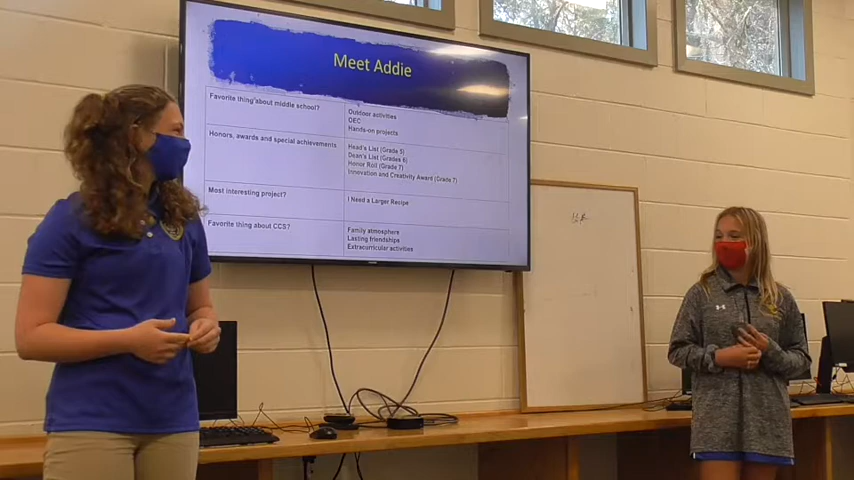 Meet Addie
Favorite thing about middle school?
Outdoor activities
OEC
Hands-on projects
Honors, awards and special achievements
Head's List (Grade 5)
Dean's List (Grades 6)
Honor Roll (Grade 7)
Innovation and Creativity Award (Grade 7)
Most interesting project?
I Need a Larger Recipe
Favorite thing about CCS?
Family atmosphere
Lasting friendships
Extracurricular activities